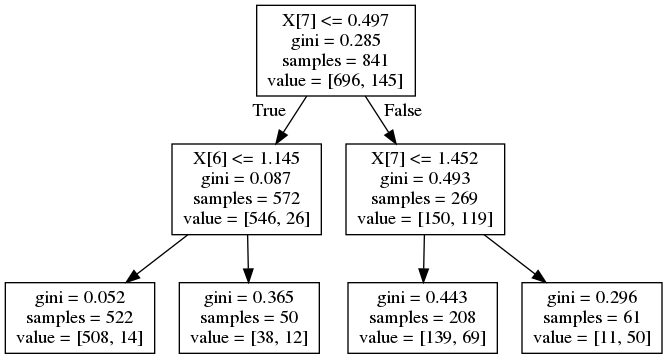 X[7] <= 0.497
gini = 0.285
samples = 841
value = [696, 145]
True
False
X[6] <= 1.145
gini = 0.087
samples = 572
value = [546, 26]
X[7] <= 1.452
gini = 0.493
samples = 269
value = [150, 119]
gini = 0.052
samples = 522
value = [508, 14]
gini = 0.365
samples = 50
value = [38, 12]
gini = 0.443
samples = 208
value = [139, 69]
gini = 0.296
samples = 61
value = [11, 50]